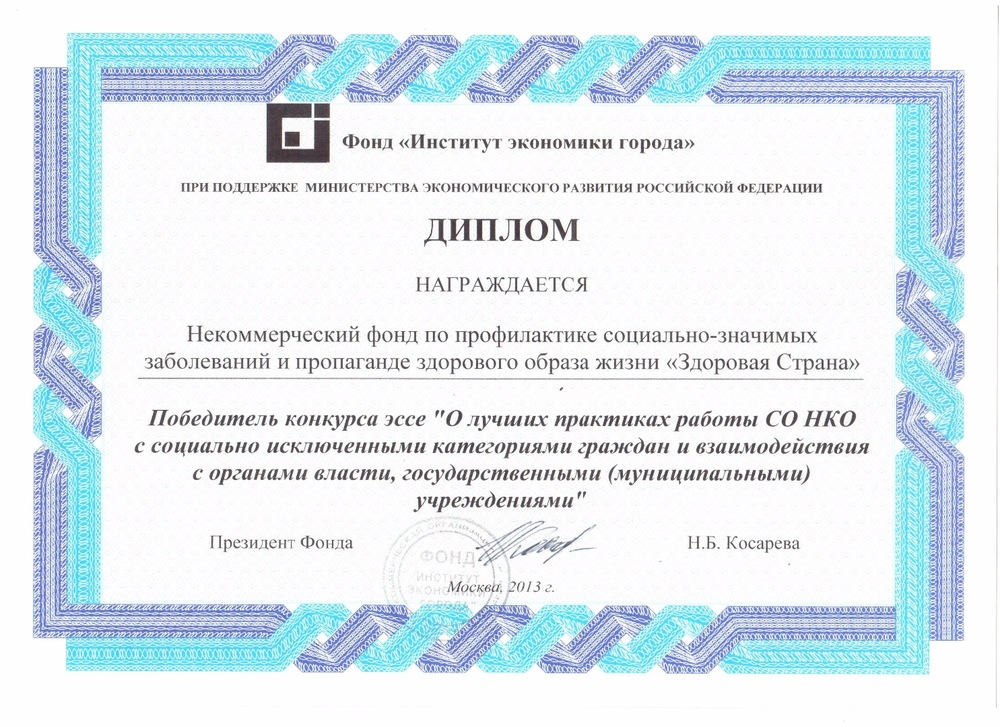 Фонд «Институт экономики города»
ПРИ ПОДДЕРЖКЕ МИНИСТЕРСТВА ЭКОНОМИЧЕСКОГО РАЗВИТИЯ РОССИЙСКОЙ ФЕДЕРАЦИИ
ДИПЛОМ
НАГРАЖДАЕТСЯ
Некоммерческий фонд по профилактике социально-значимых
заболеваний и пропаганде здорового образа жизни «Здоровая Страна»
Победитель конкурса эссе "О лучших практиках работы СО НКО
с социально исключенными категориями граждан и взаимодействия
с органами власти, государственными (муниципальными)
учреждениями"
Президент Фонда
Н.Б. Косарева
ФОНД
ИНСТИТУТ
ЭКОНОМИКИ
ГОРОДА
Москва, 2013 г.